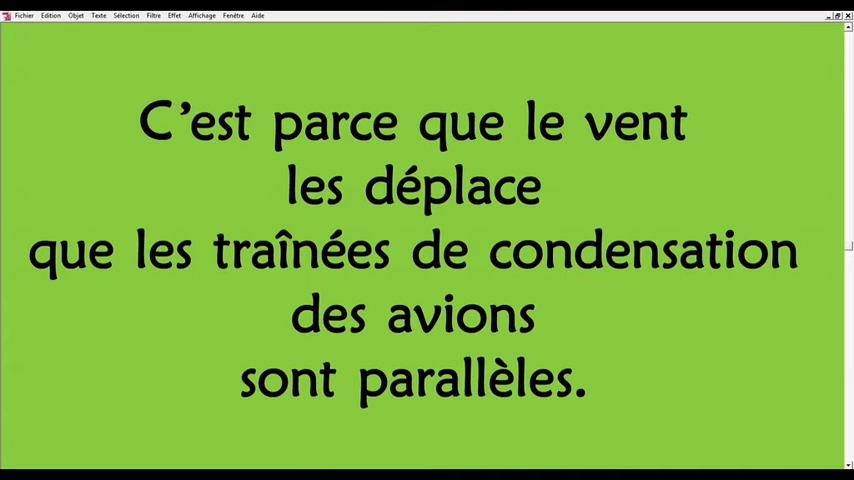 Fichier Edition Objet Texte Sélection Filtre Effet Affichage Fenêtre Aide
C’est parce que le vent
les déplace
que les traînées de condensation
des avions
sont parallèles.